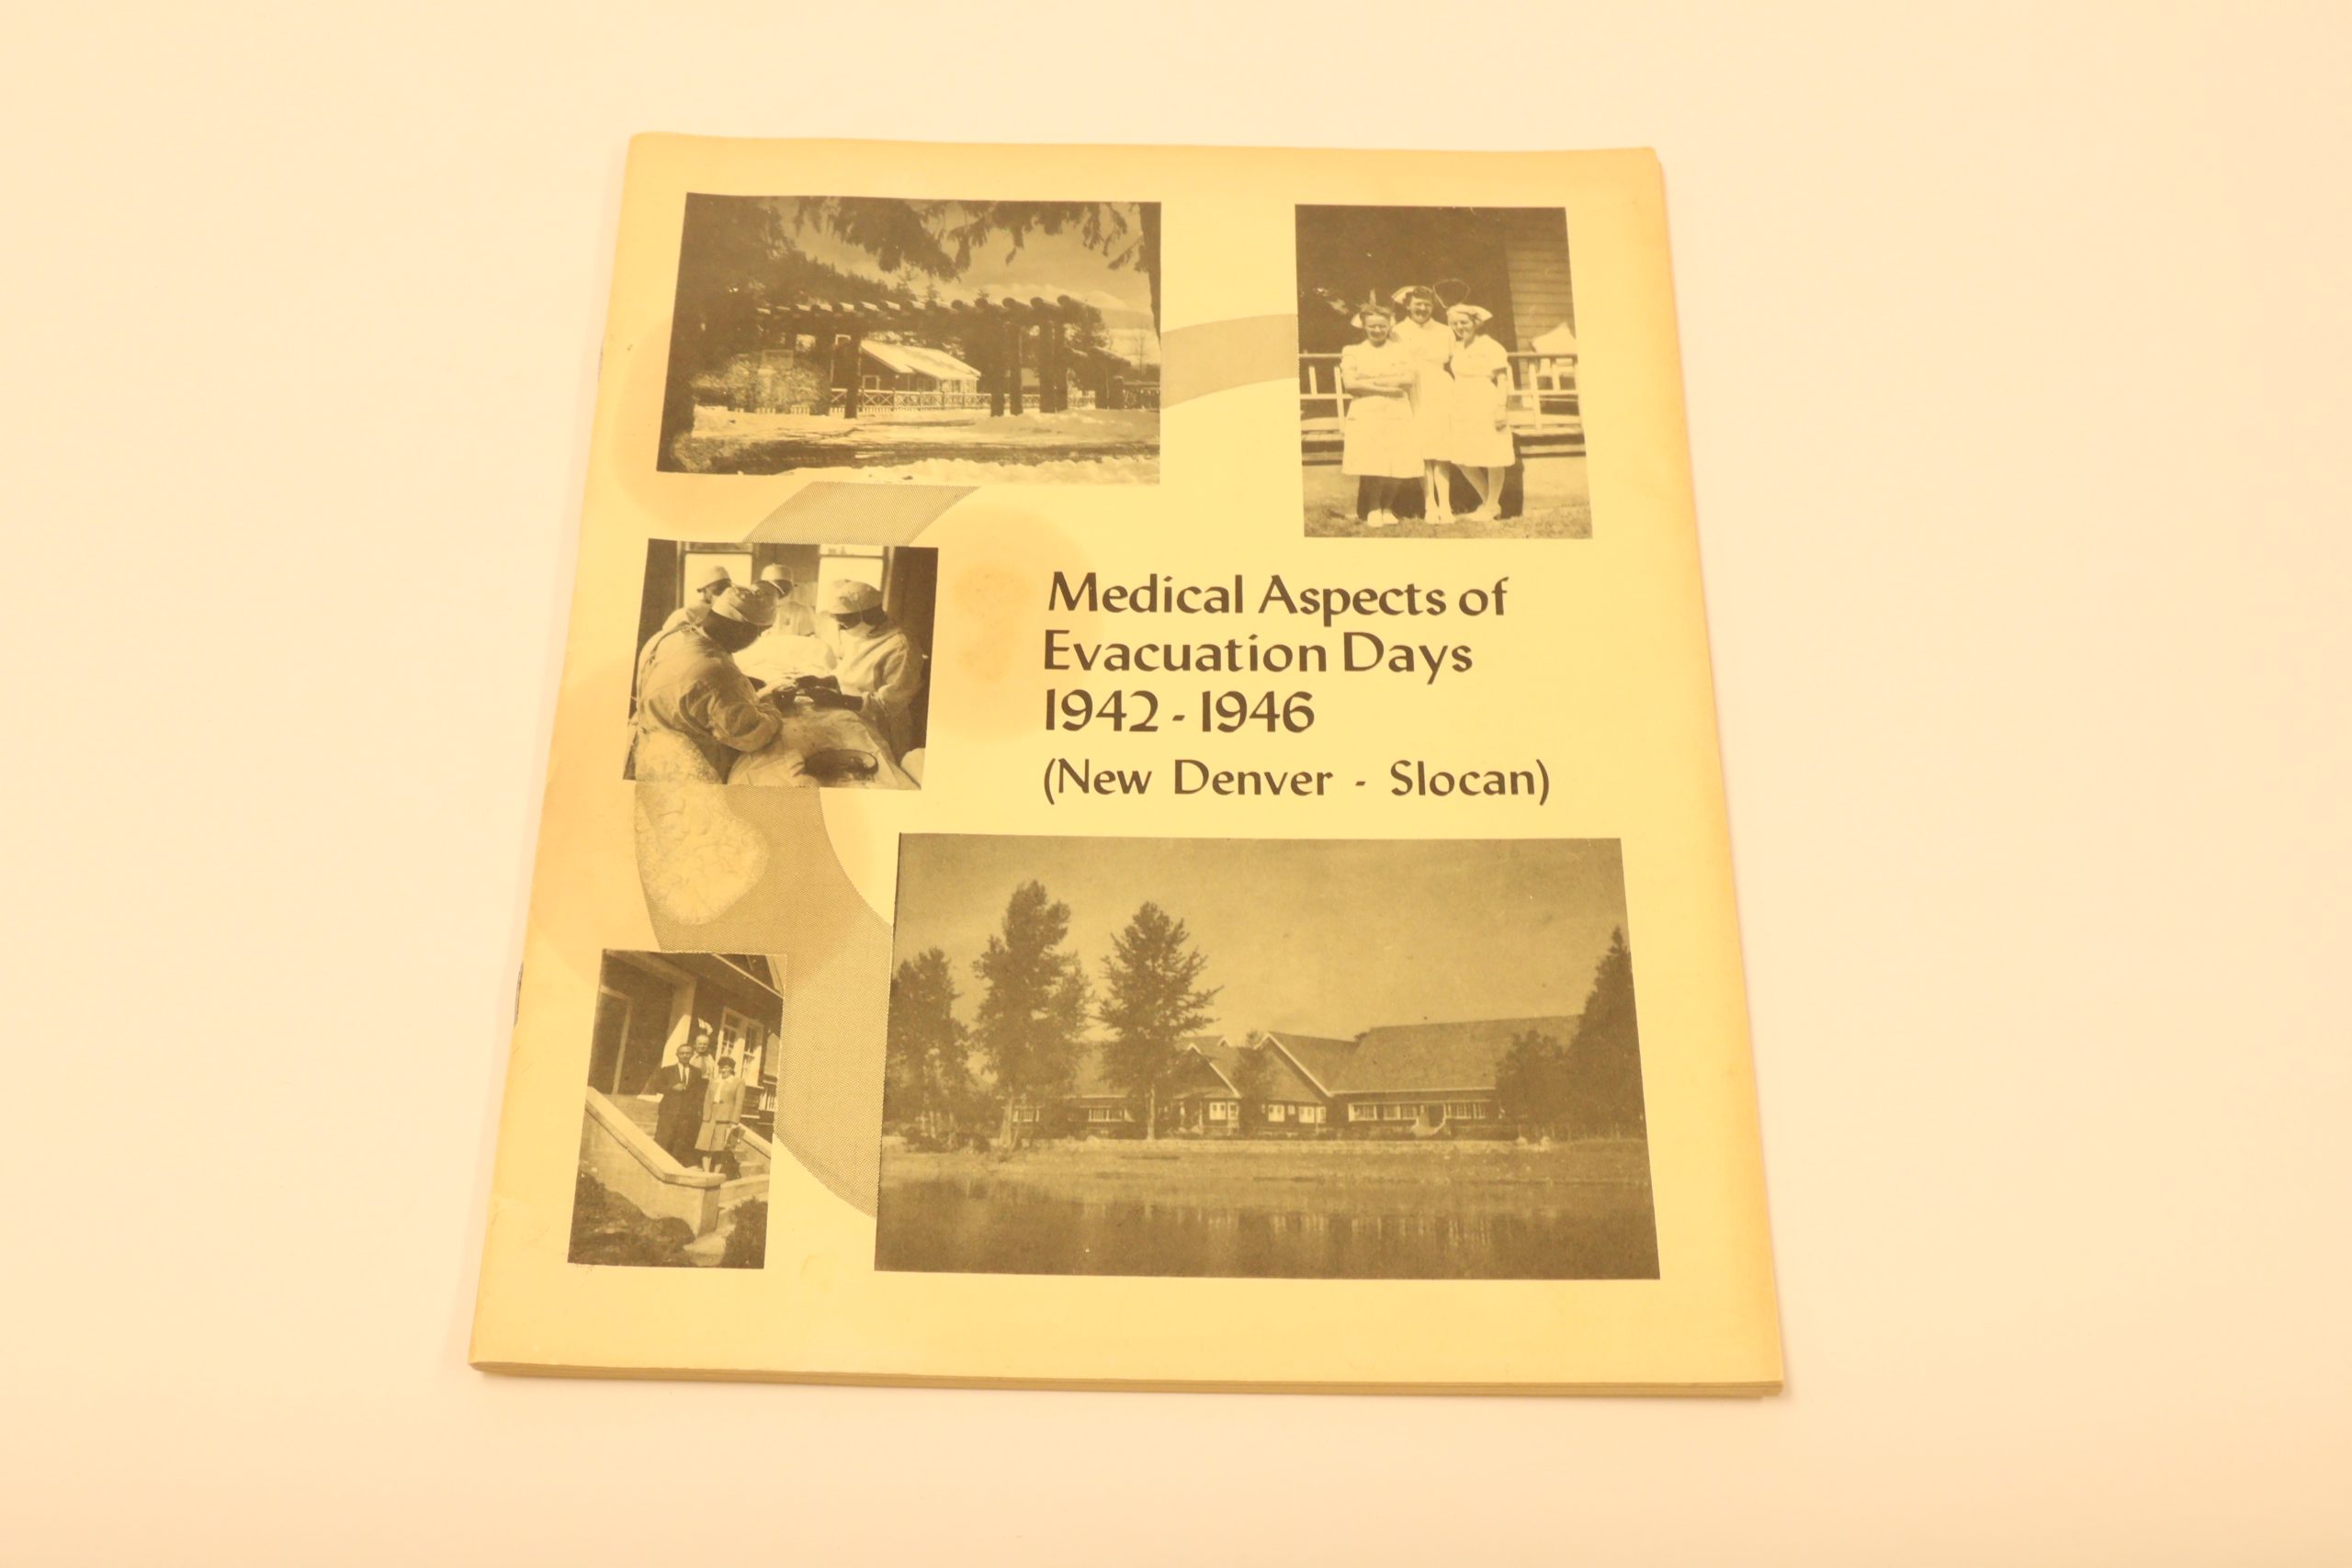 Medical Aspects of
Evacuation Days
1942 - 1946
(New Denver - Slocan)